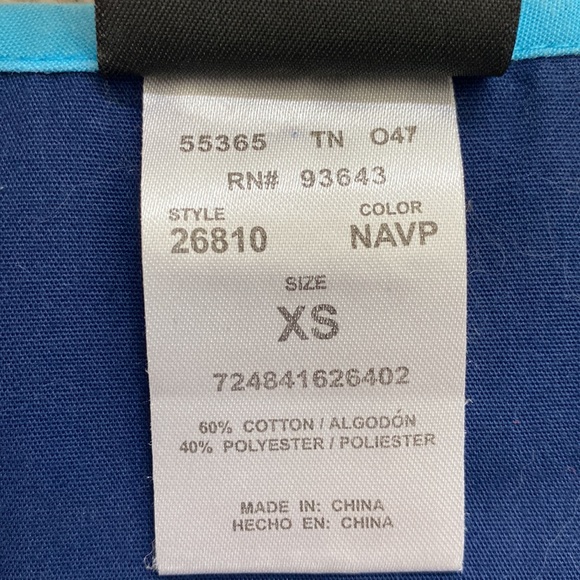 55365 TN O47
RN# 93643
STYLE COLOR
26810 NAVP
SIZE
XS
724841626402
60% COTTON / ALGODÓN
40% POLYESTER / POLIESTER
MADE IN: CHINA
HECHO EN: CHINA